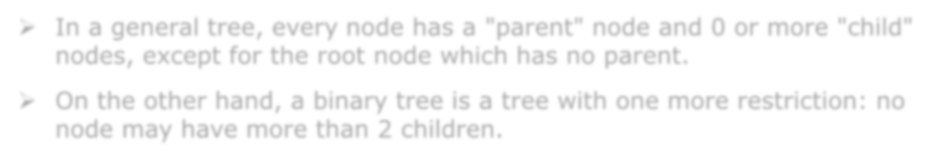 ➢ In a general tree, every node has a "parent" node and 0 or more "child"
nodes, except for the root node which has no parent.
➢ On the other hand, a binary tree is a tree with one more restriction: no
node may have more than 2 children.